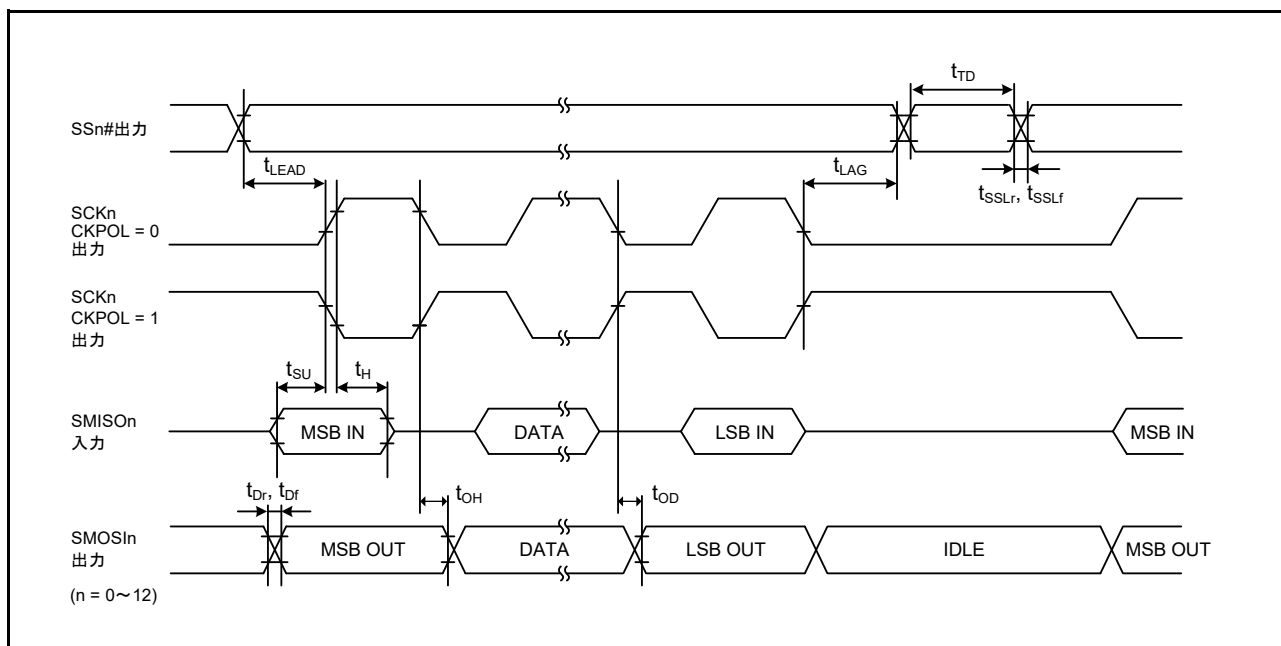 tTD
SSn#出力
tLEAD
tLAG
tSSLr, tSSLf
SCKn
CKPOL = 0
出力
SCKn
CKPOL = 1
出力
tSU
tH
SMISOn
入力
MSB IN
DATA
LSB IN
MSB IN
tDr, tDf
tOH
tOD
SMOSIn
出力
MSB OUT
DATA
LSB OUT
IDLE
MSB OUT
(n = 0～12)